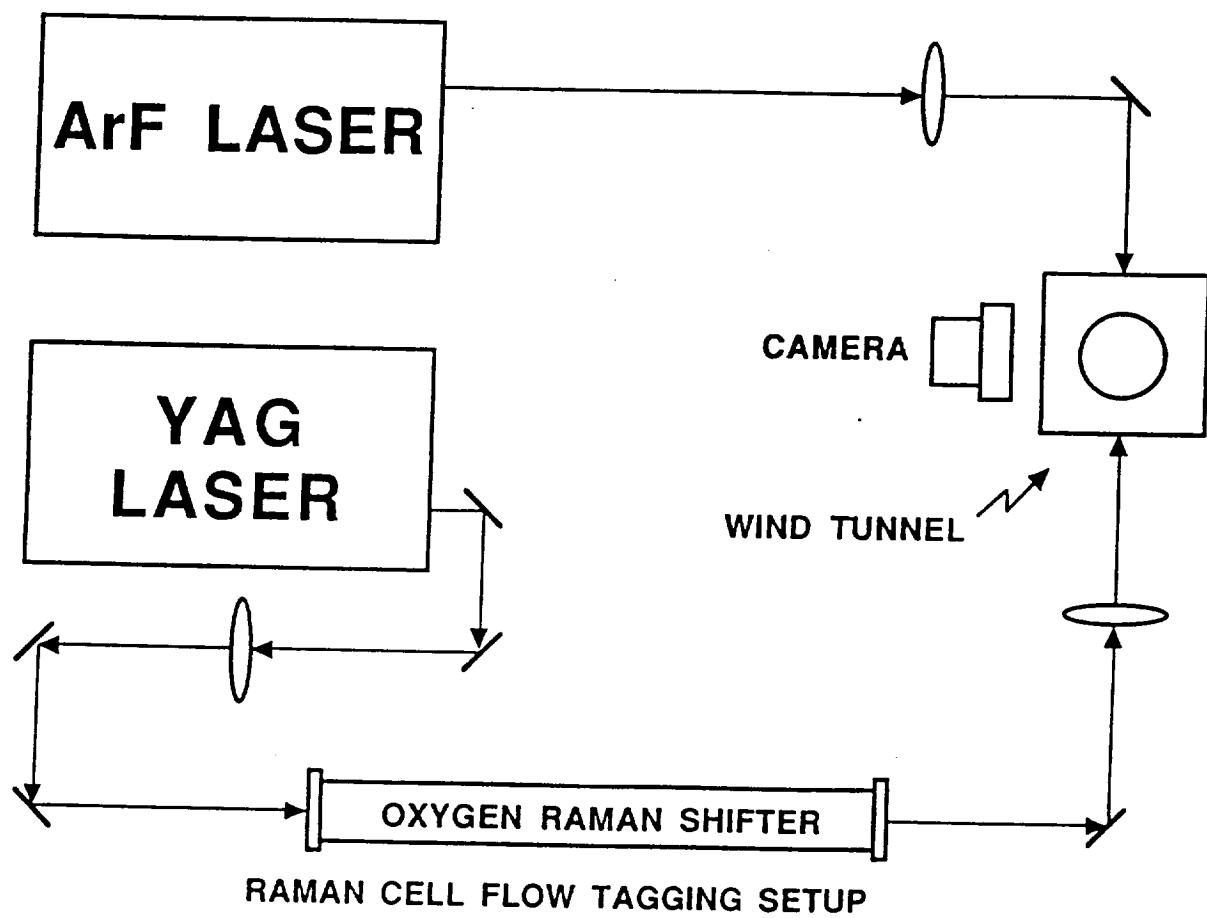 ArF LASER
CAMERA
YAG
LASER
WIND TUNNEL
OXYGEN RAMAN SHIFTER
RAMAN CELL FLOW TAGGING SETUP